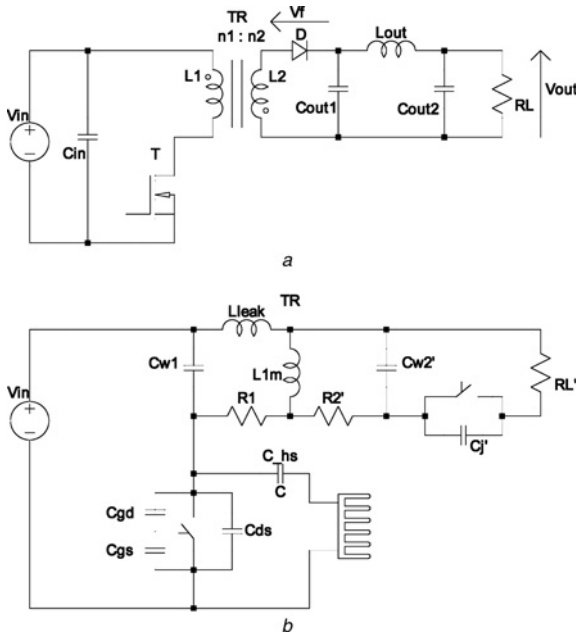 TR
n1 : n2
Vf
D
Lout
L1
L2
Vin
Cin
T
Cout1
Cout2
RL
Vout
a
Lleak
TR
Cw1
L1m
Cw2'
RL'
Vin
R1
R2'
Cj'
C_hs
C
Cgd
Cgs
Cds
b